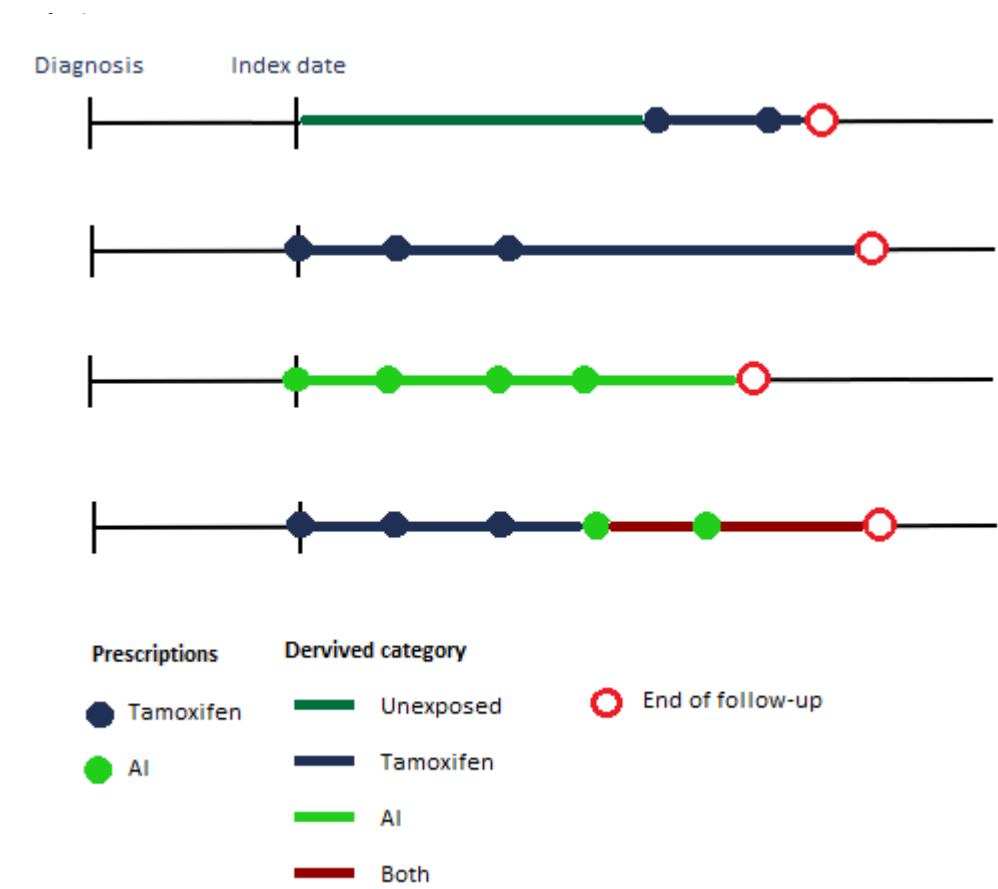 Diagnosis
Index date
Prescriptions
Tamoxifen
AI
Dervived category
Unexposed
Tamoxifen
AI
Both
End of follow-up